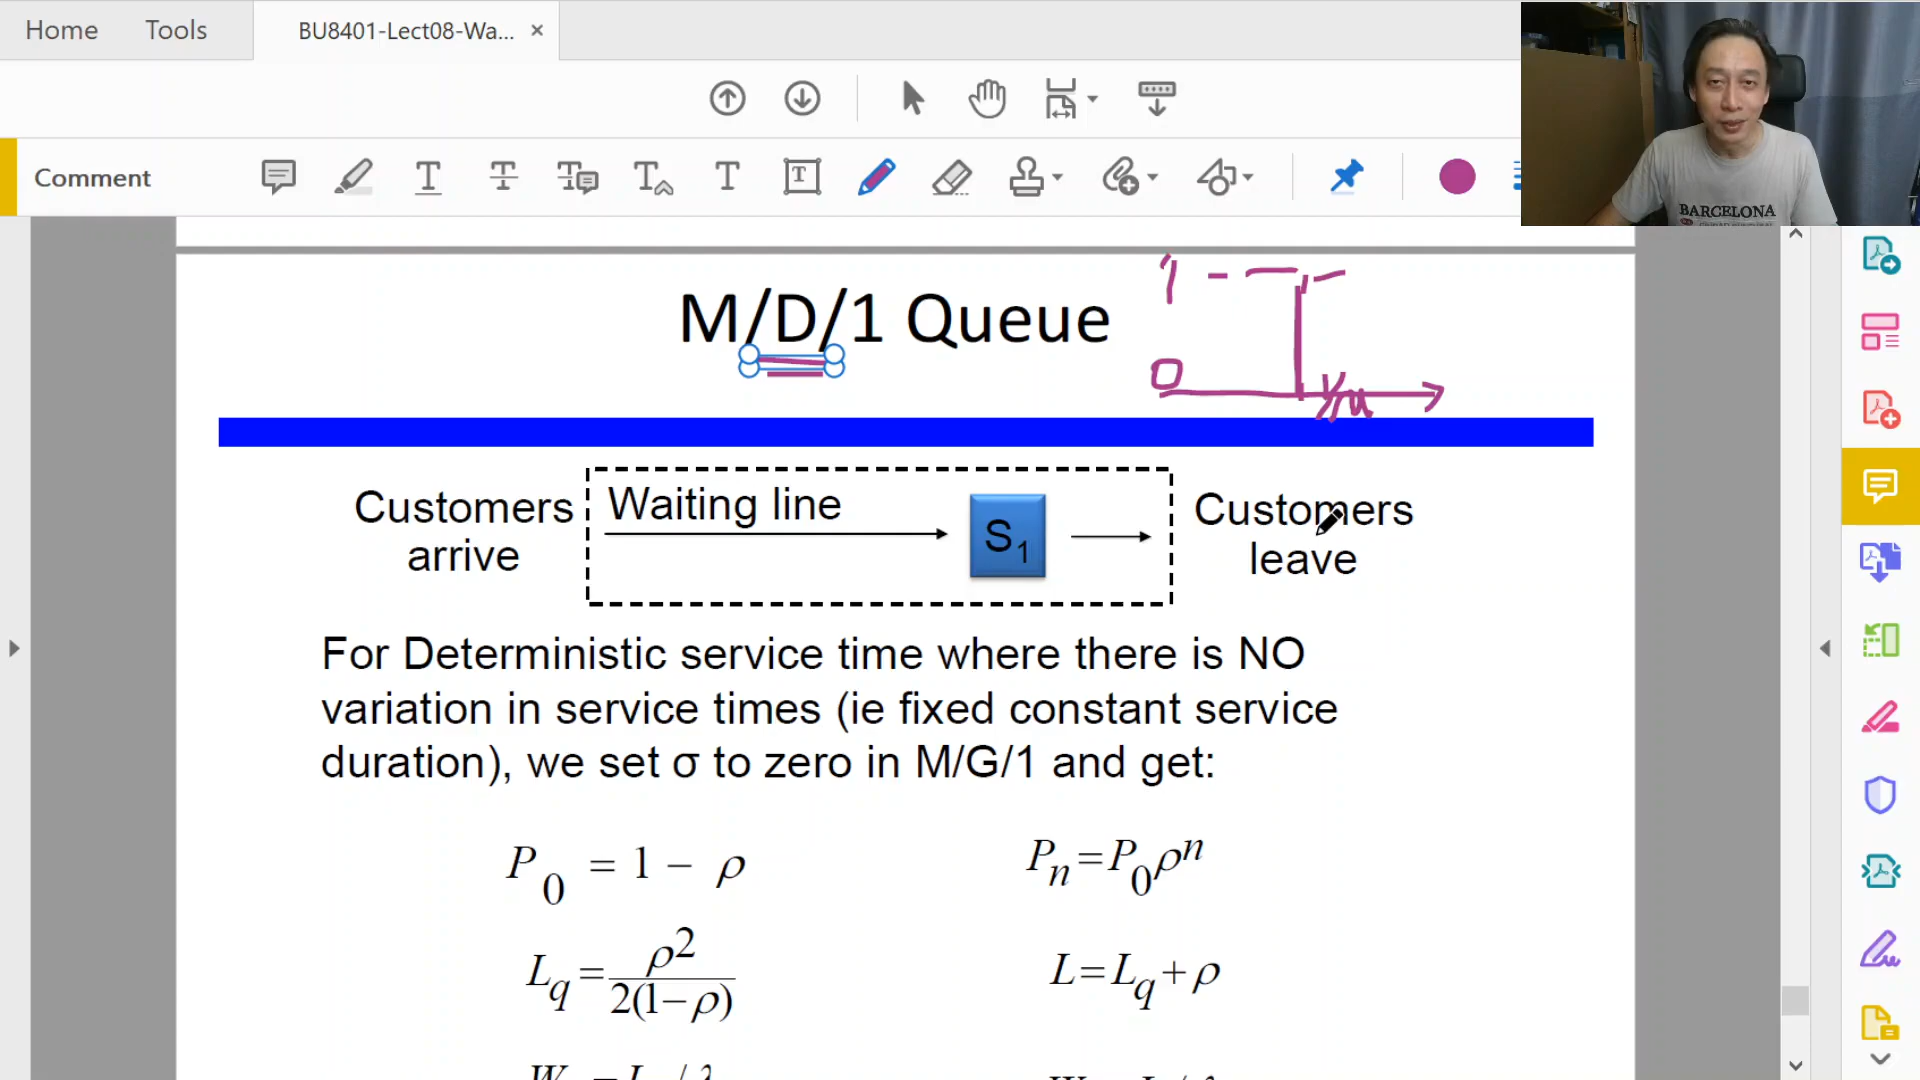 Home Tools BU8401-Lect08-Wa... ×
Comment
BARCELONA
M/D/1 Queue
1
0
1/μ
Customers arrive
Waiting line
S1
Customers leave
For Deterministic service time where there is NO
variation in service times (ie fixed constant service
duration), we set σ to zero in M/G/1 and get:
P0 = 1 − ρ
Pn=P0ρ^n
Lq=ρ^2/2(1−ρ)
L=Lq+ρ